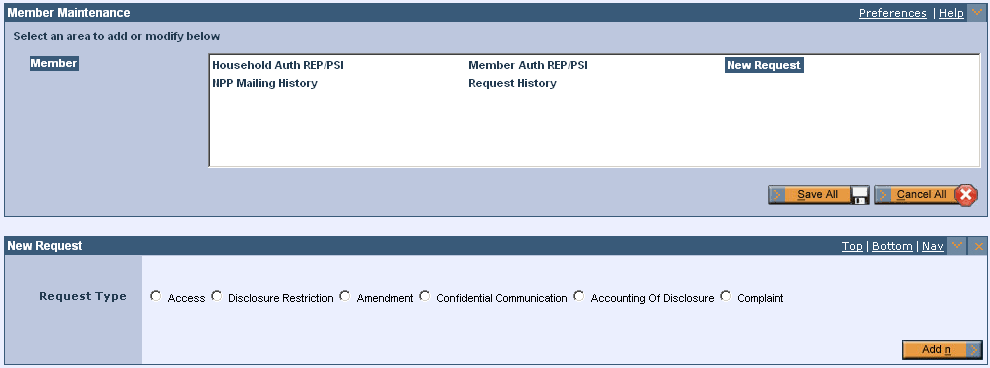 Member Maintenance Preferences | Help
Select an area to add or modify below
Member Household Auth REP/PSI Member Auth REP/PSI New Request
NPP Mailing History Request History
Save All Cancel All
New Request Top | Bottom | Nav
Request Type Access Disclosure Restriction Amendment Confidential Communication Accounting Of Disclosure Complaint
Add n